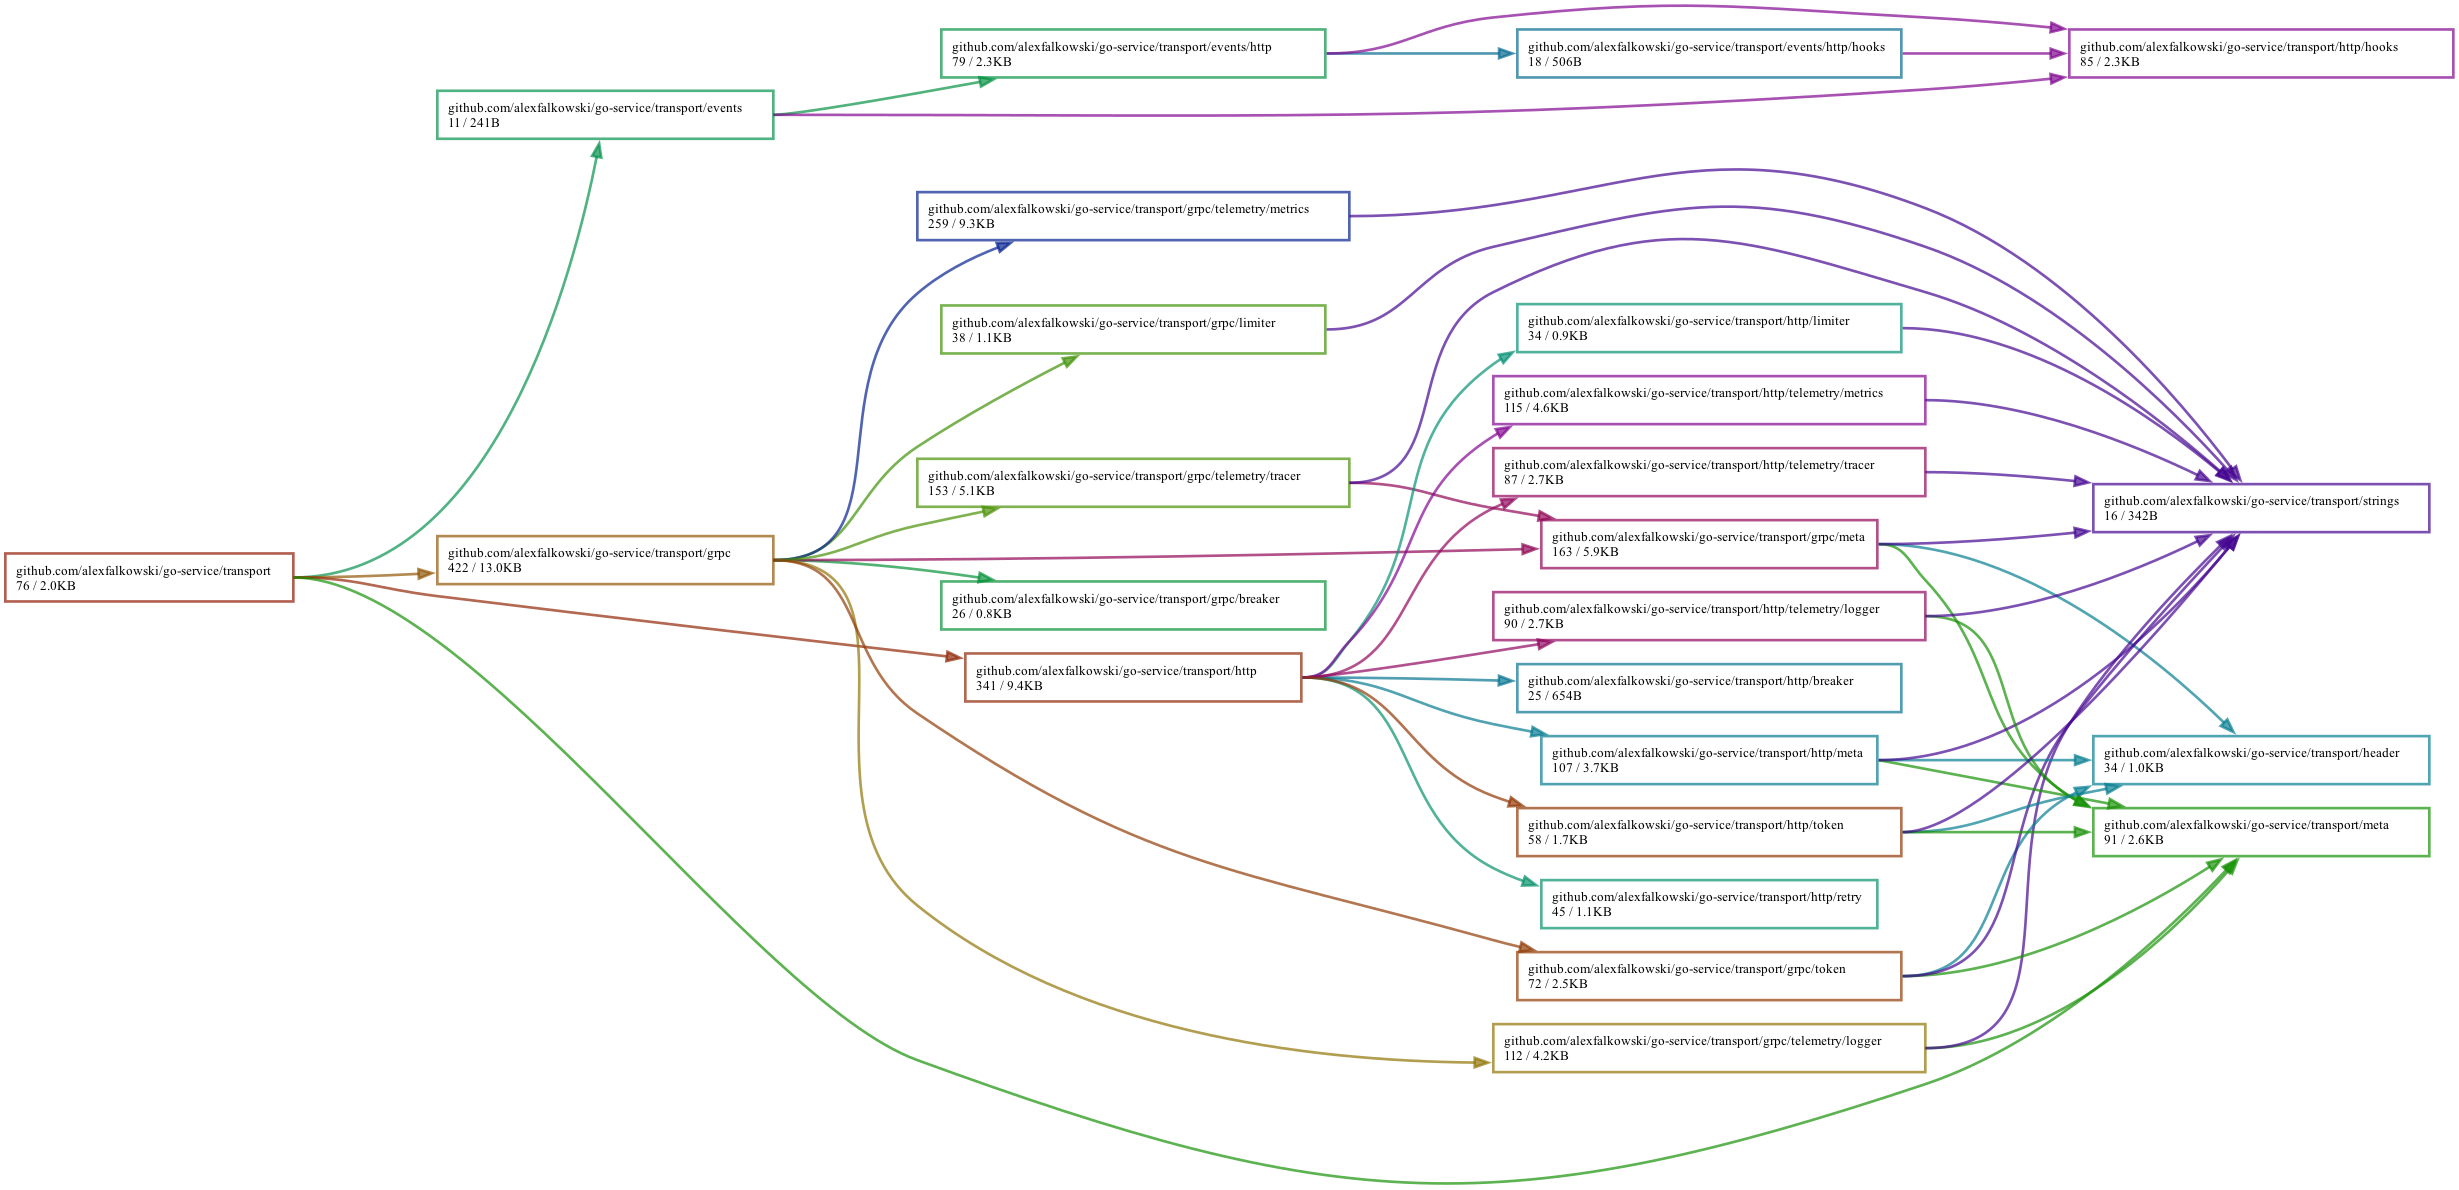 github.com/alexfalkowski/go-service/transport/events/http
79 / 2.3KB
github.com/alexfalkowski/go-service/transport/events/http/hooks
18 / 506B
github.com/alexfalkowski/go-service/transport/http/hooks
85 / 2.3KB
github.com/alexfalkowski/go-service/transport/events
11 / 241B
github.com/alexfalkowski/go-service/transport/grpc/telemetry/metrics
259 / 9.3KB
github.com/alexfalkowski/go-service/transport/grpc/limiter
38 / 1.1KB
github.com/alexfalkowski/go-service/transport/http/limiter
34 / 0.9KB
github.com/alexfalkowski/go-service/transport/http/telemetry/metrics
115 / 4.6KB
github.com/alexfalkowski/go-service/transport/grpc/telemetry/tracer
153 / 5.1KB
github.com/alexfalkowski/go-service/transport/http/telemetry/tracer
87 / 2.7KB
github.com/alexfalkowski/go-service/transport/strings
16 / 342B
github.com/alexfalkowski/go-service/transport/grpc/meta
163 / 5.9KB
github.com/alexfalkowski/go-service/transport/grpc
422 / 13.0KB
github.com/alexfalkowski/go-service/transport
76 / 2.0KB
github.com/alexfalkowski/go-service/transport/grpc/breaker
26 / 0.8KB
github.com/alexfalkowski/go-service/transport/http/telemetry/logger
90 / 2.7KB
github.com/alexfalkowski/go-service/transport/http
341 / 9.4KB
github.com/alexfalkowski/go-service/transport/http/breaker
25 / 654B
github.com/alexfalkowski/go-service/transport/http/meta
107 / 3.7KB
github.com/alexfalkowski/go-service/transport/header
34 / 1.0KB
github.com/alexfalkowski/go-service/transport/http/token
58 / 1.7KB
github.com/alexfalkowski/go-service/transport/meta
91 / 2.6KB
github.com/alexfalkowski/go-service/transport/http/retry
45 / 1.1KB
github.com/alexfalkowski/go-service/transport/grpc/token
72 / 2.5KB
github.com/alexfalkowski/go-service/transport/grpc/telemetry/logger
112 / 4.2KB